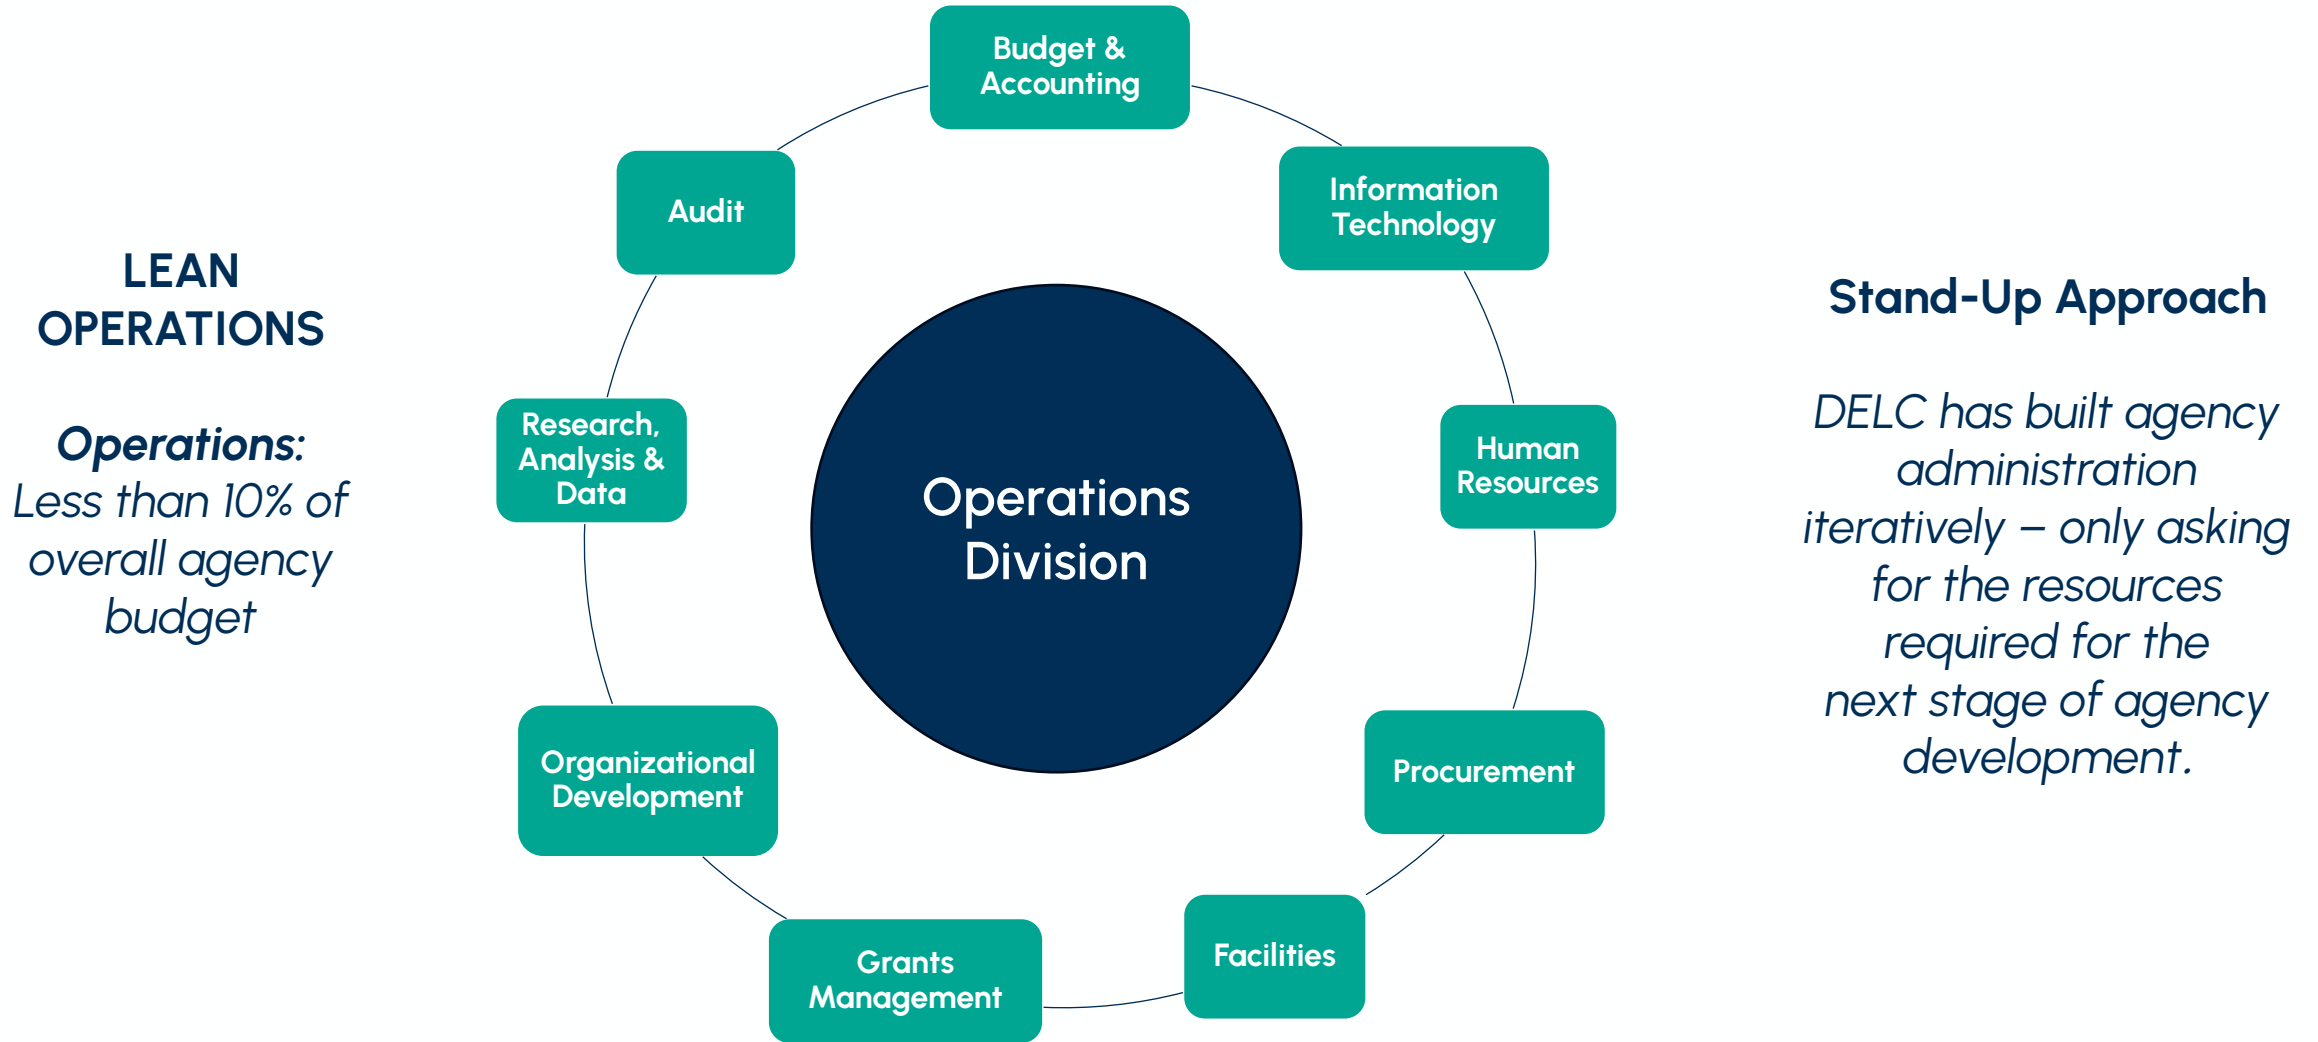 LEAN
OPERATIONS
Operations:
Less than 10% of
overall agency
budget
Budget &
Accounting
Information
Technology
Human
Resources
Procurement
Facilities
Grants
Management
Organizational
Development
Research,
Analysis &
Data
Audit
Operations
Division
Stand-Up Approach
DELC has built agency
administration
iteratively – only asking
for the resources
required for the
next stage of agency
development.